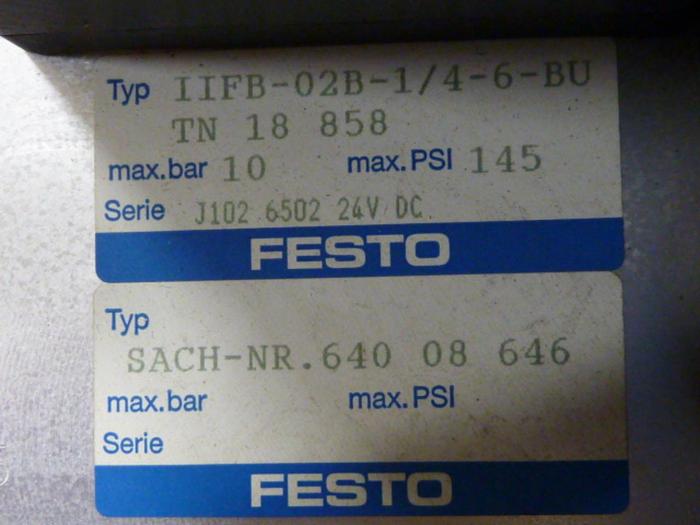 Typ IIFB-02B-1/4-6-BU
TN 18 858
max.bar 10 max.PSI 145
Serie J102 6502 24V DC
FESTO
Typ
SACH-NR.640 08 646
max.bar max.PSI
Serie
FESTO